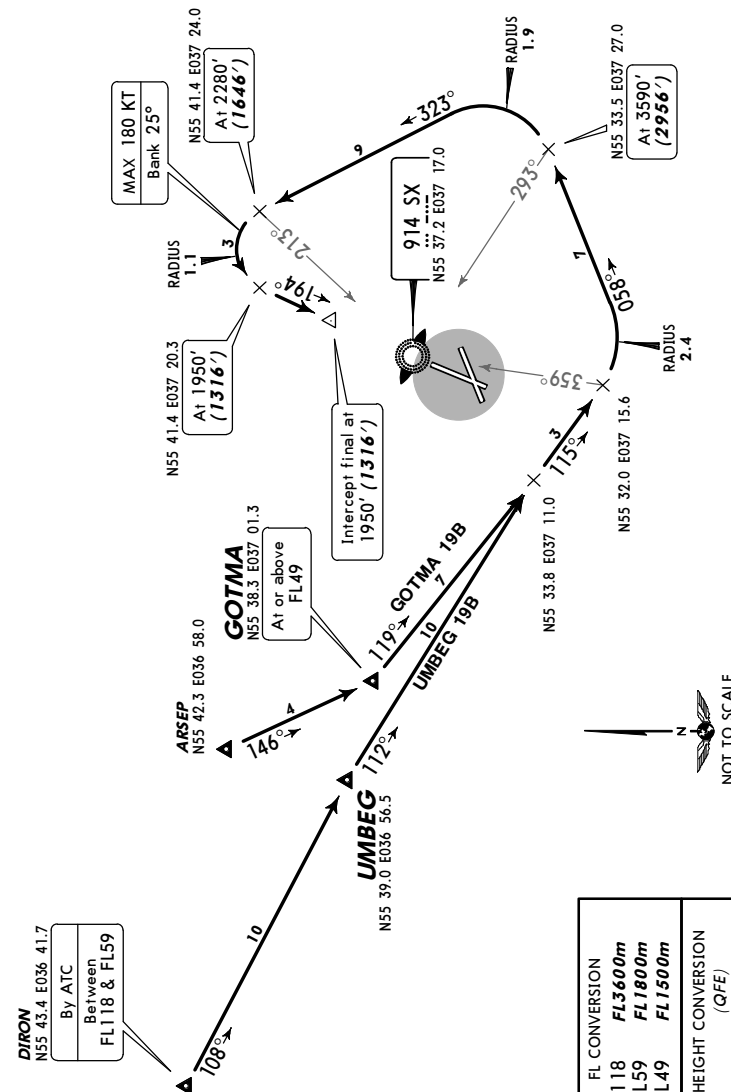 DIRON
N55 43.4 E036 41.7
By ATC
Between
FL118 & FL59
108°
10
UMBEG
N55 39.0 E036 56.5
112°
10
UMBEG 19B
ARSEP
N55 42.3 E036 58.0
146°
4
GOTMA
N55 38.3 E037 01.3
At or above
FL49
119°
7
GOTMA 19B
N55 33.8 E037 11.0
115°
3
N55 32.0 E037 15.6
359°
RADIUS
2.4
058°
7
N55 33.5 E037 27.0
At 3590'
(2956')
293°
RADIUS
1.9
323°
9
914 SX
N55 37.2 E037 17.0
N55 41.4 E037 24.0
At 2280'
(1646')
213°
MAX 180 KT
Bank 25°
3
RADIUS
1.1
N55 41.4 E037 20.3
At 1950'
(1316')
194°
Intercept final at
1950' (1316')
N
NOT TO SCALE
FL CONVERSION
118 FL3600m
L59 FL1800m
L49 FL1500m
HEIGHT CONVERSION
(QFE)